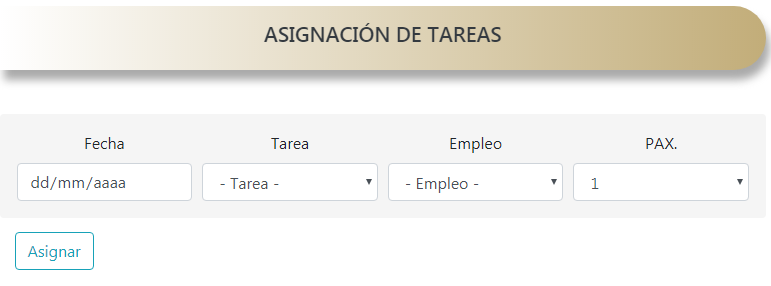 ASIGNACIÓN DE TAREAS
Fecha Tarea Empleo PAX.
dd/mm/aaaa - Tarea - - Empleo - 1
Asignar